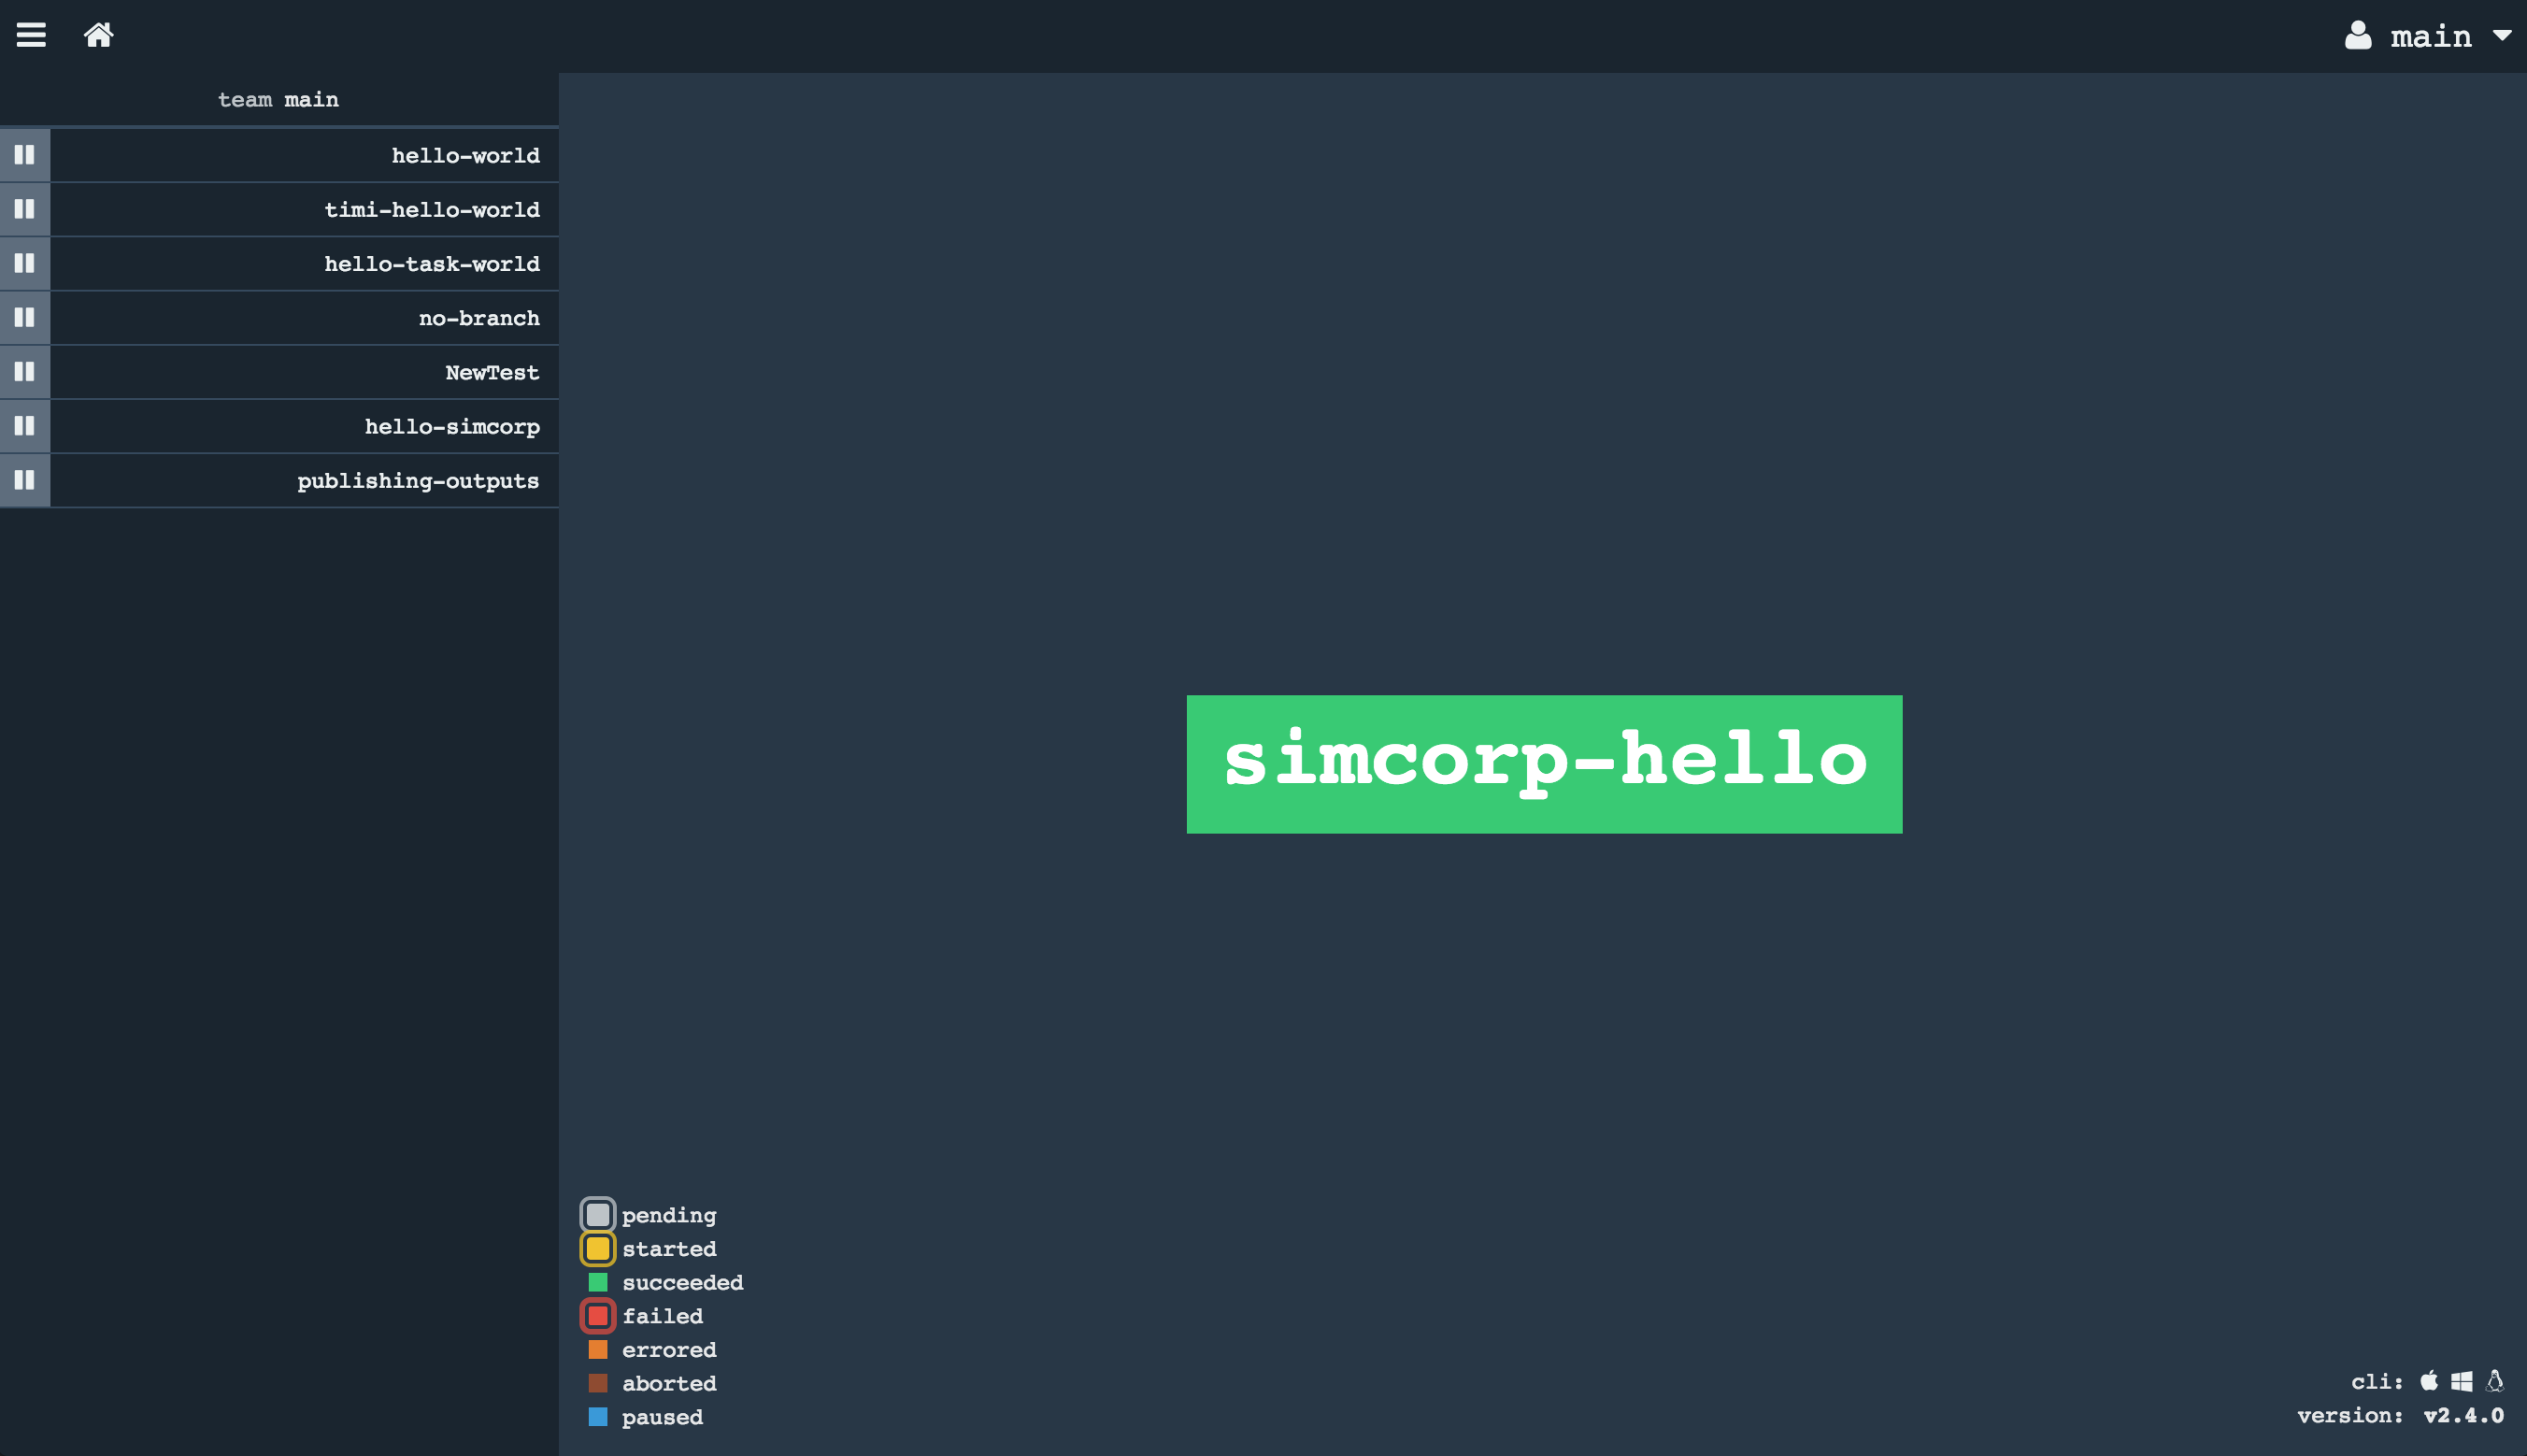 main
team main
hello-world
timi-hello-world
hello-task-world
no-branch
NewTest
hello-simcorp
publishing-outputs
simcorp-hello
pending
started
succeeded
failed
errored
aborted
paused
cli:
version: v2.4.0